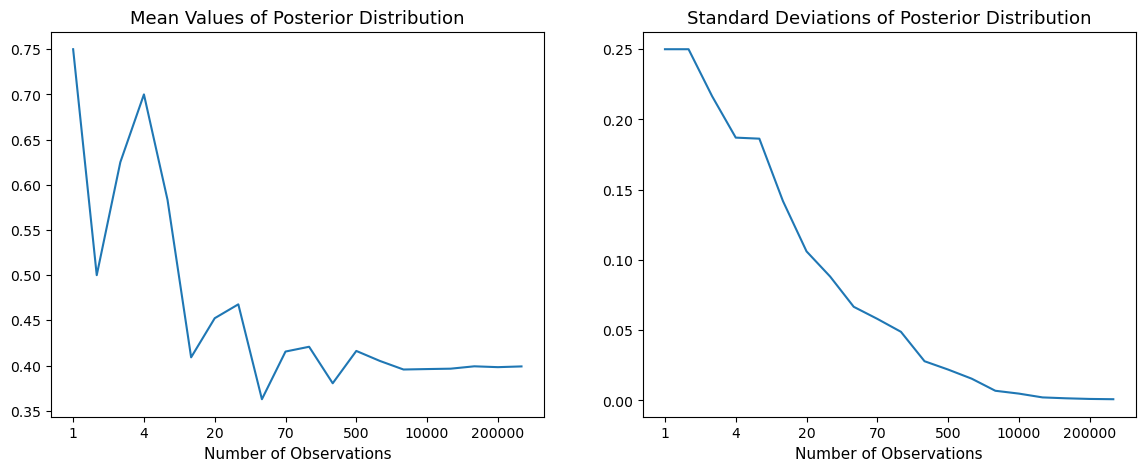 Mean Values of Posterior Distribution
0.75
0.70
0.65
0.60
0.55
0.50
0.45
0.40
0.35
1 4 20 70 500 10000 200000
Number of Observations
Standard Deviations of Posterior Distribution
0.25
0.20
0.15
0.10
0.05
0.00
1 4 20 70 500 10000 200000
Number of Observations